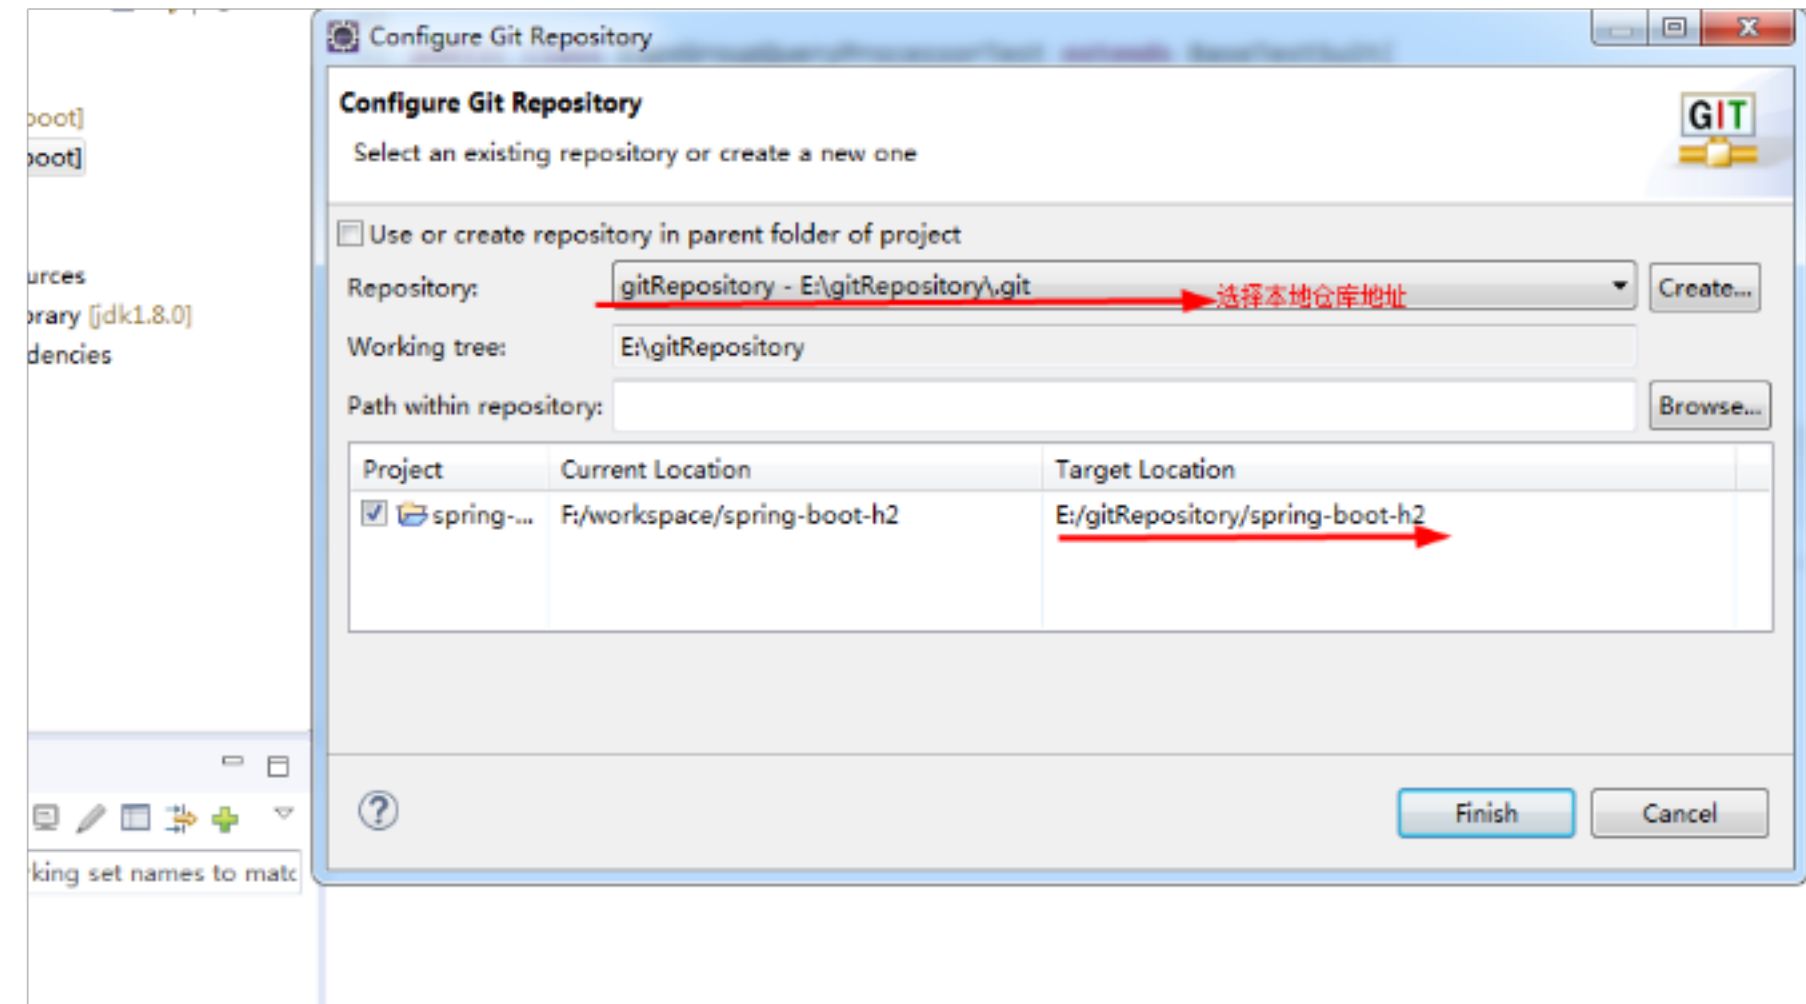 Configure Git Repository
Configure Git Repository
GIT
Select an existing repository or create a new one
Use or create repository in parent folder of project
Repository: gitRepository - E:\gitRepository\.git Create...
选择本地仓库地址
Working tree: E:\gitRepository
Path within repository: Browse...
Project Current Location Target Location
spring-... F:/workspace/spring-boot-h2 E:/gitRepository/spring-boot-h2
Finish Cancel
boot]
boot]
urces
brary [jdk1.8.0]
dencies
king set names to matc